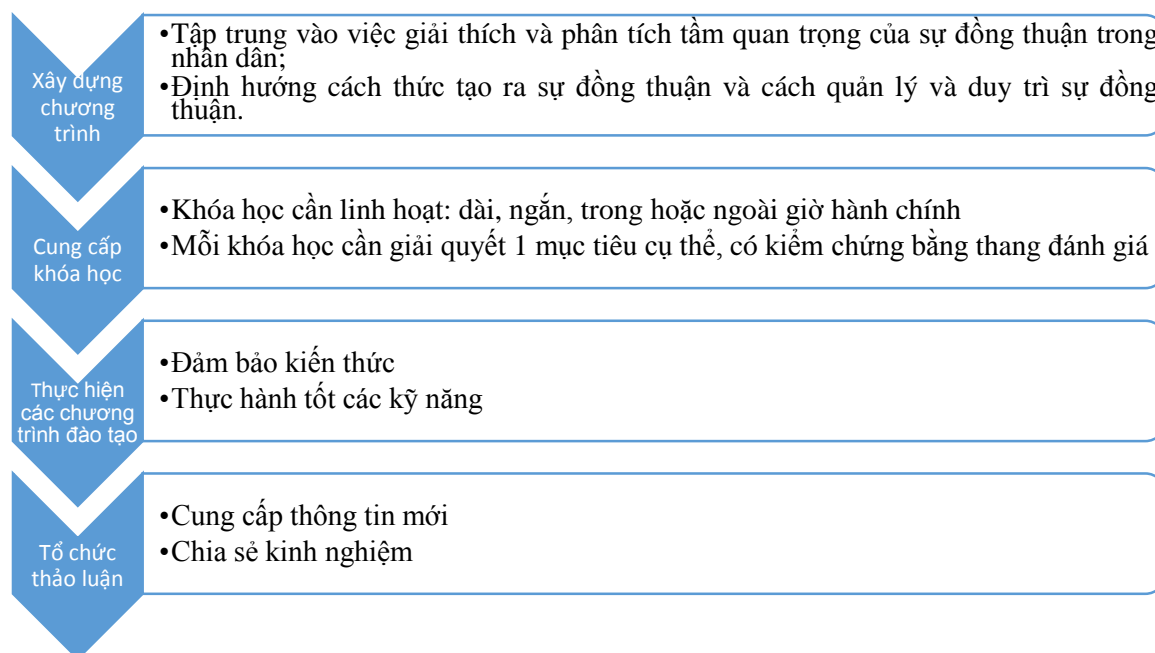 Xây dựng
chương
trình
•Tập trung vào việc giải thích và phân tích tầm quan trọng của sự đồng thuận trong
nhân dân;
•Định hướng cách thức tạo ra sự đồng thuận và cách quản lý và duy trì sự đồng
thuận.
Cung cấp
khóa học
•Khóa học cần linh hoạt: dài, ngắn, trong hoặc ngoài giờ hành chính
•Mỗi khóa học cần giải quyết 1 mục tiêu cụ thể, có kiểm chứng bằng thang đánh giá
Thực hiện
các chương
trình đào tạo
•Đảm bảo kiến thức
•Thực hành tốt các kỹ năng
Tổ chức
thảo luận
•Cung cấp thông tin mới
•Chia sẻ kinh nghiệm